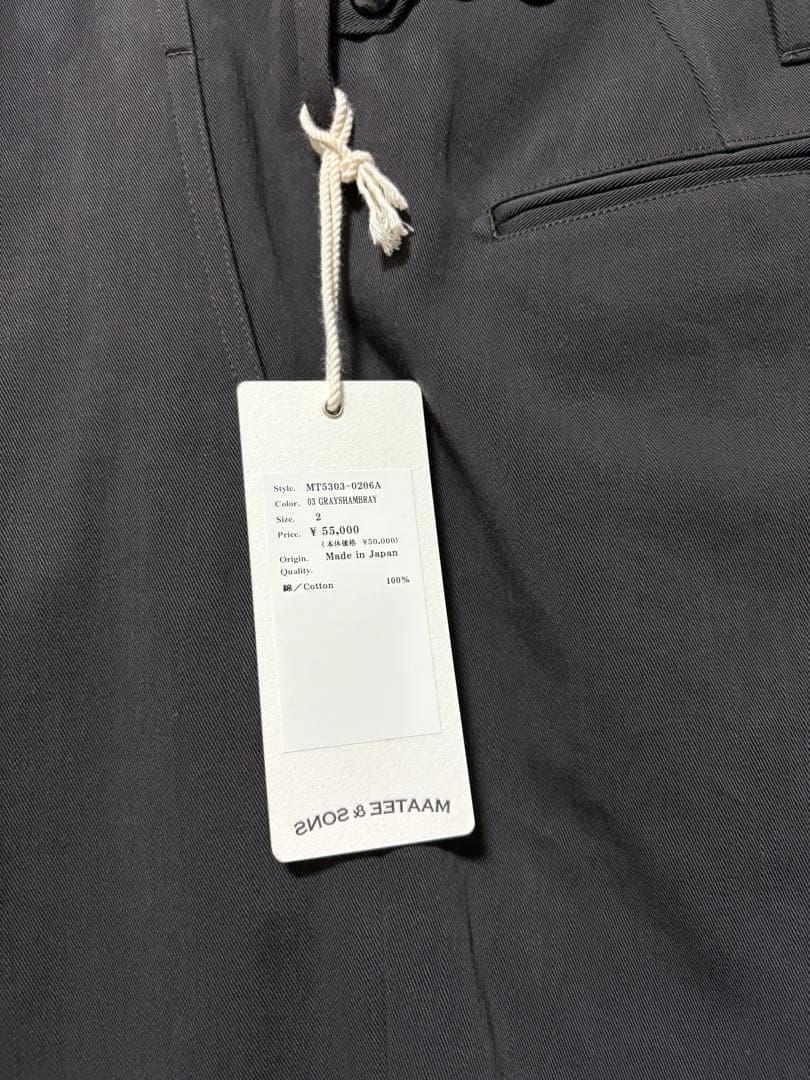 Style. MT5303-0206A
Color. 03 GRAYSHAMBRAY
Size. 2
Price. ¥ 55,000
(本体価格 ¥50,000)
Origin. Made in Japan
Quality.
綿/Cotton 100%
MAATEE & SONS